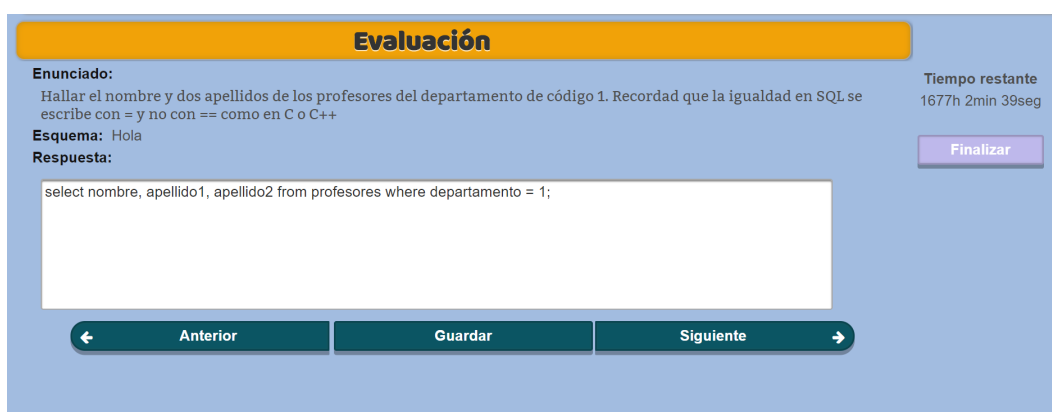 Evaluación
Enunciado:
Hallar el nombre y dos apellidos de los profesores del departamento de código 1. Recordad que la igualdad en SQL se
escribe con = y no con == como en C o C++
Esquema: Hola
Respuesta:
select nombre, apellido1, apellido2 from profesores where departamento = 1;
Anterior
Guardar
Siguiente
Tiempo restante
1677h 2min 39seg
Finalizar